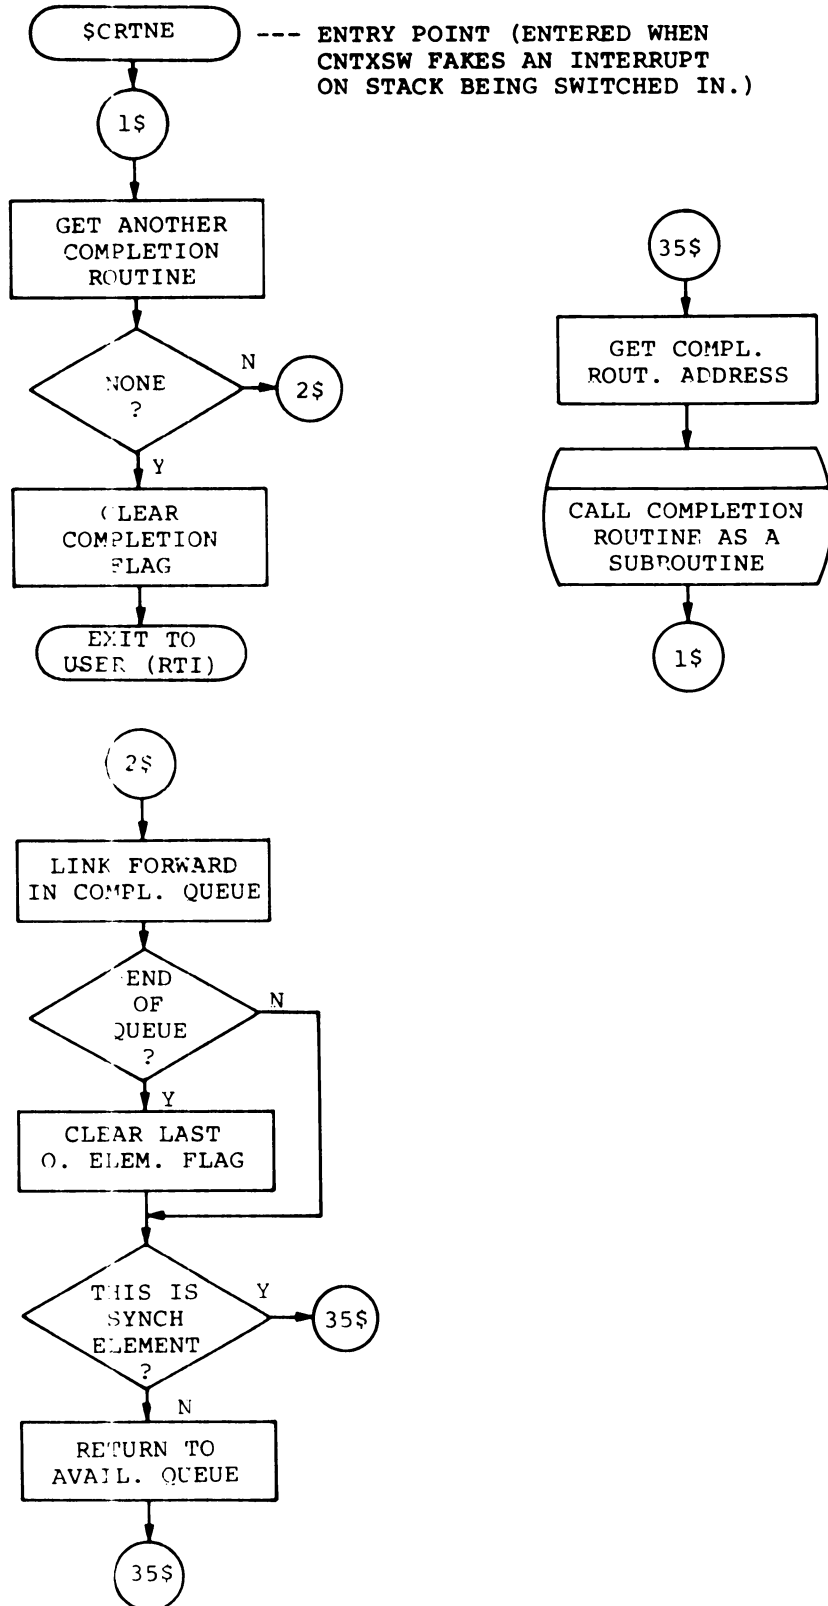 $CRTNE
--- ENTRY POINT (ENTERED WHEN
CNTXSW FAKES AN INTERRUPT
ON STACK BEING SWITCHED IN.)
1$
GET ANOTHER
COMPLETION
ROUTINE
NONE
?
N
2$
Y
CLEAR
COMPLETION
FLAG
EXIT TO
USER (RTI)
35$
GET COMPL.
ROUT. ADDRESS
CALL COMPLETION
ROUTINE AS A
SUBROUTINE
1$
2$
LINK FORWARD
IN COMPL. QUEUE
END
OF
QUEUE
?
N
Y
CLEAR LAST
Q. ELEM. FLAG
THIS IS
SYNCH
ELEMENT
?
Y
35$
N
RETURN TO
AVAIL. QUEUE
35$